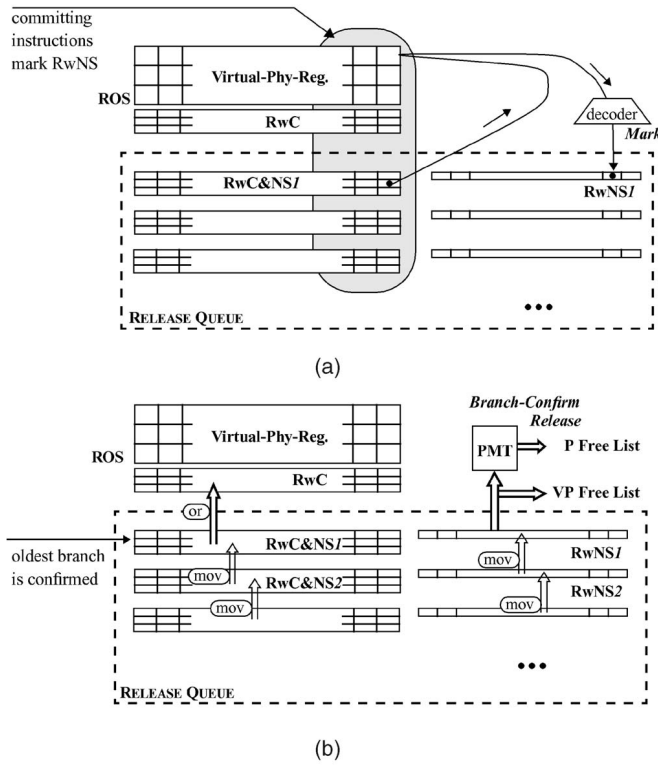 committing
instructions
mark RwNS
ROS
Virtual-Phy-Reg.
RwC
decoder
Mark
RwC&NS1
RwNS1
•••
RELEASE QUEUE
(a)
Branch-Confirm
Release
ROS
Virtual-Phy-Reg.
PMT
P Free List
RwC
VP Free List
or
oldest branch
is confirmed
RwC&NS1
RwNS1
mov
mov
RwC&NS2
RwNS2
mov
mov
•••
RELEASE QUEUE
(b)